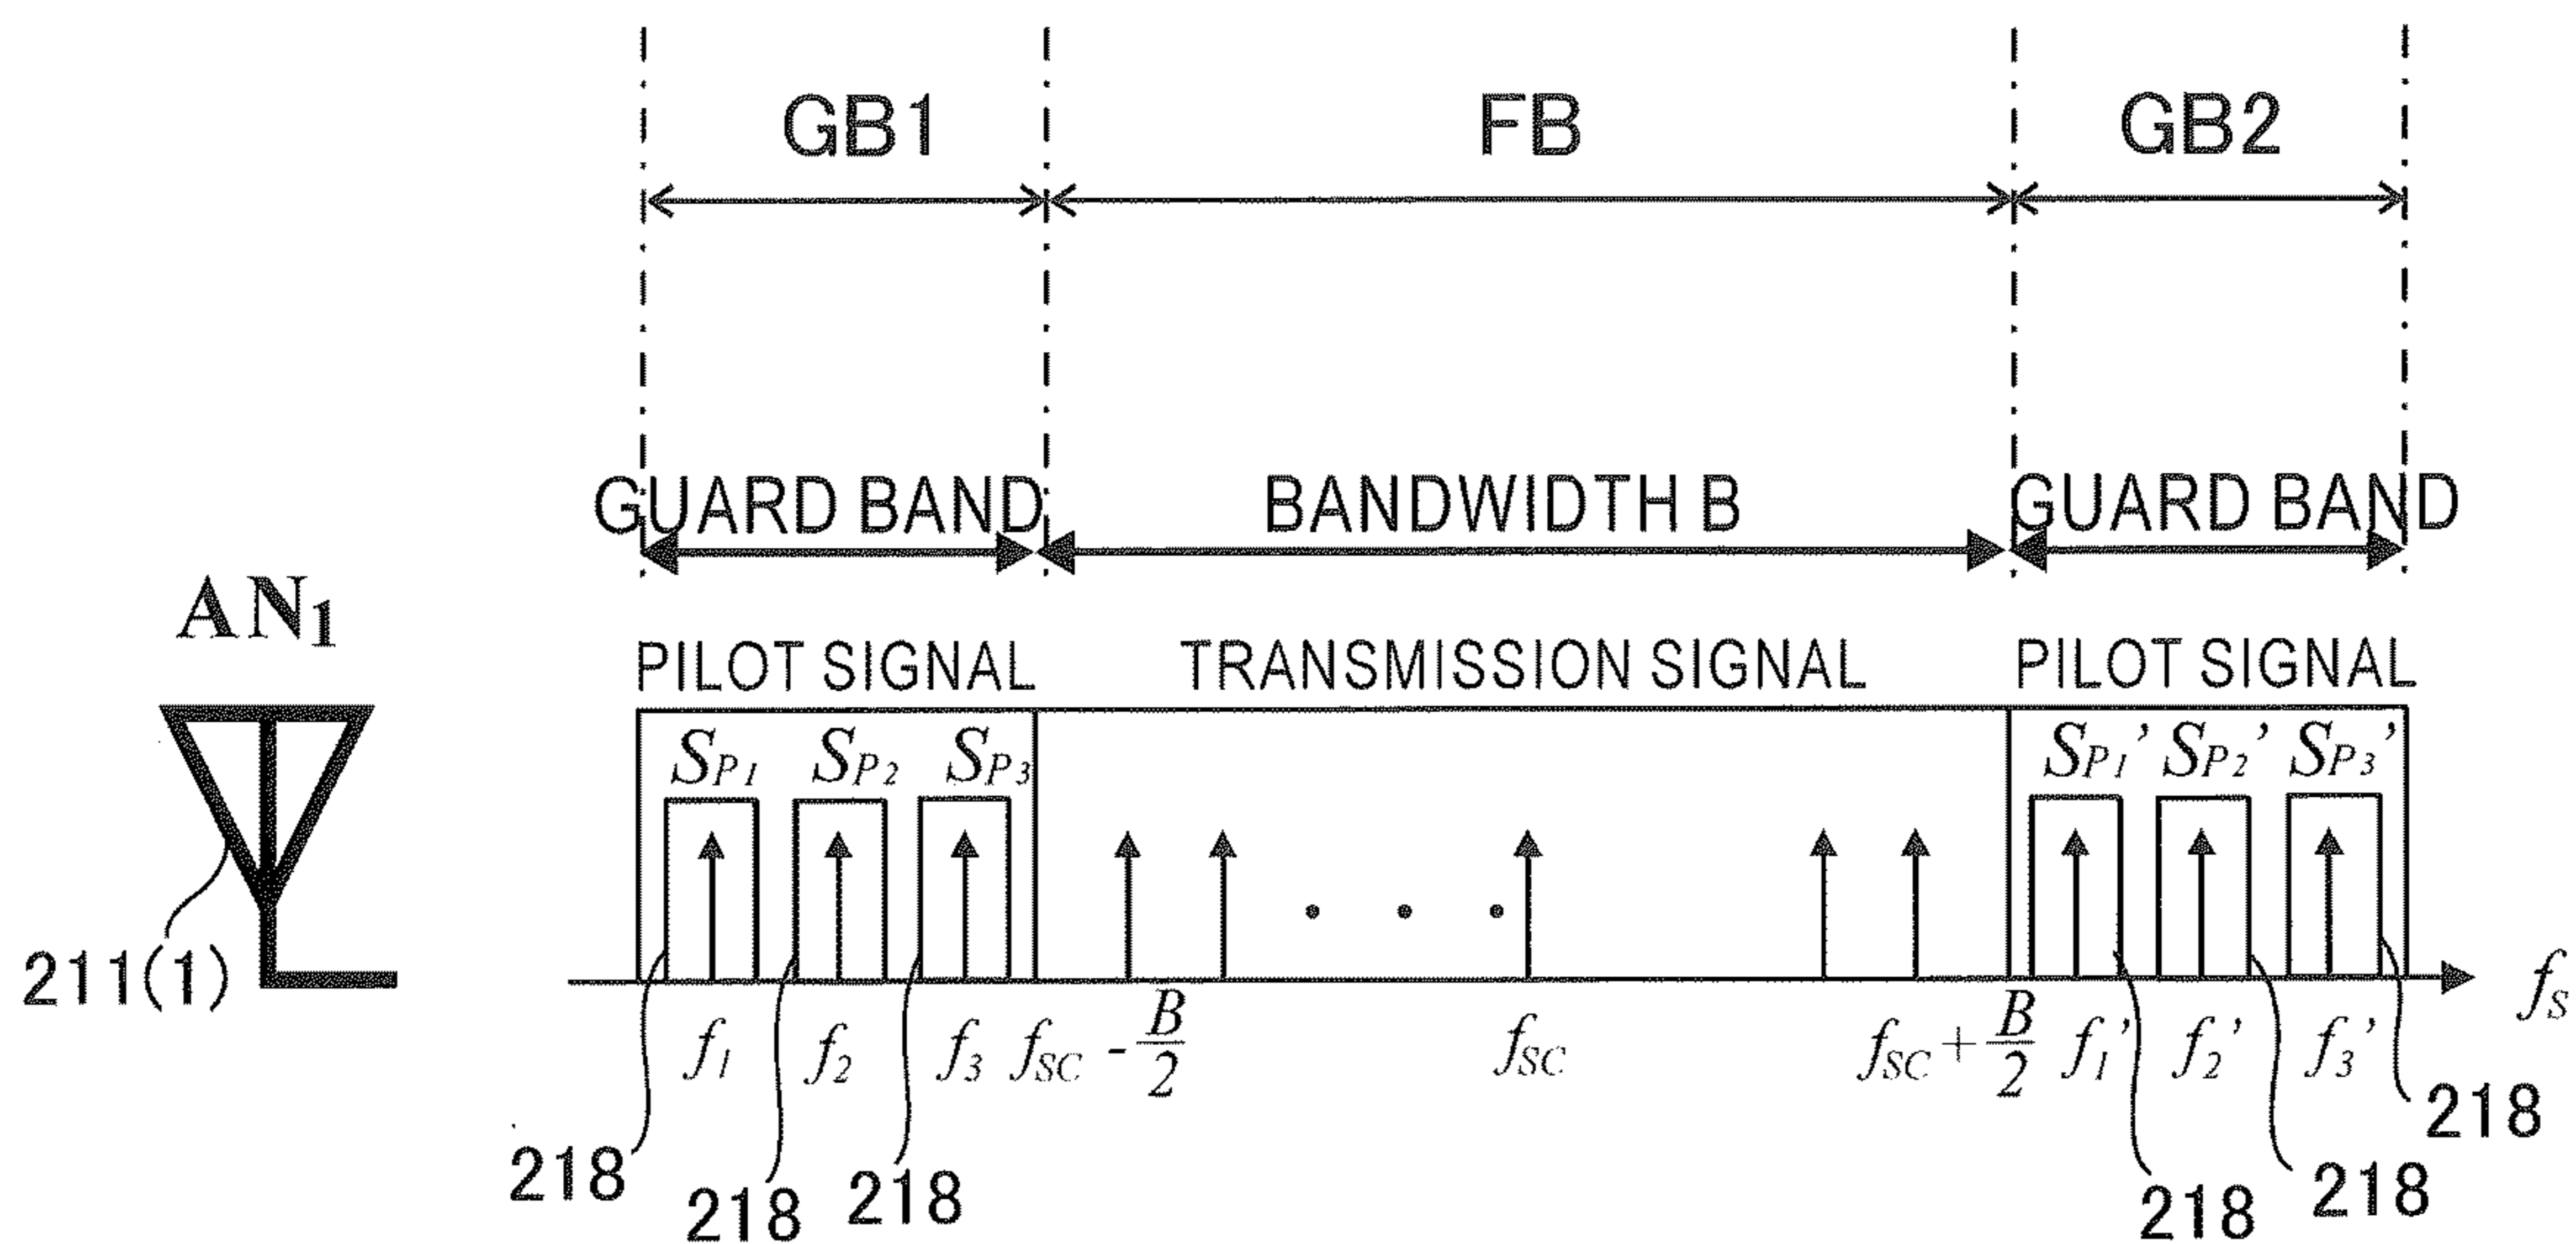 GB1 FB GB2
GUARD BAND BANDWIDTH B GUARD BAND
AN1
PILOT SIGNAL TRANSMISSION SIGNAL PILOT SIGNAL
SP1 SP2 SP3 SP1' SP2' SP3'
211(1)
f1 f2 f3 fSC - B/2 fSC fSC + B/2 f1' f2' f3' fS
218 218 218 218 218 218